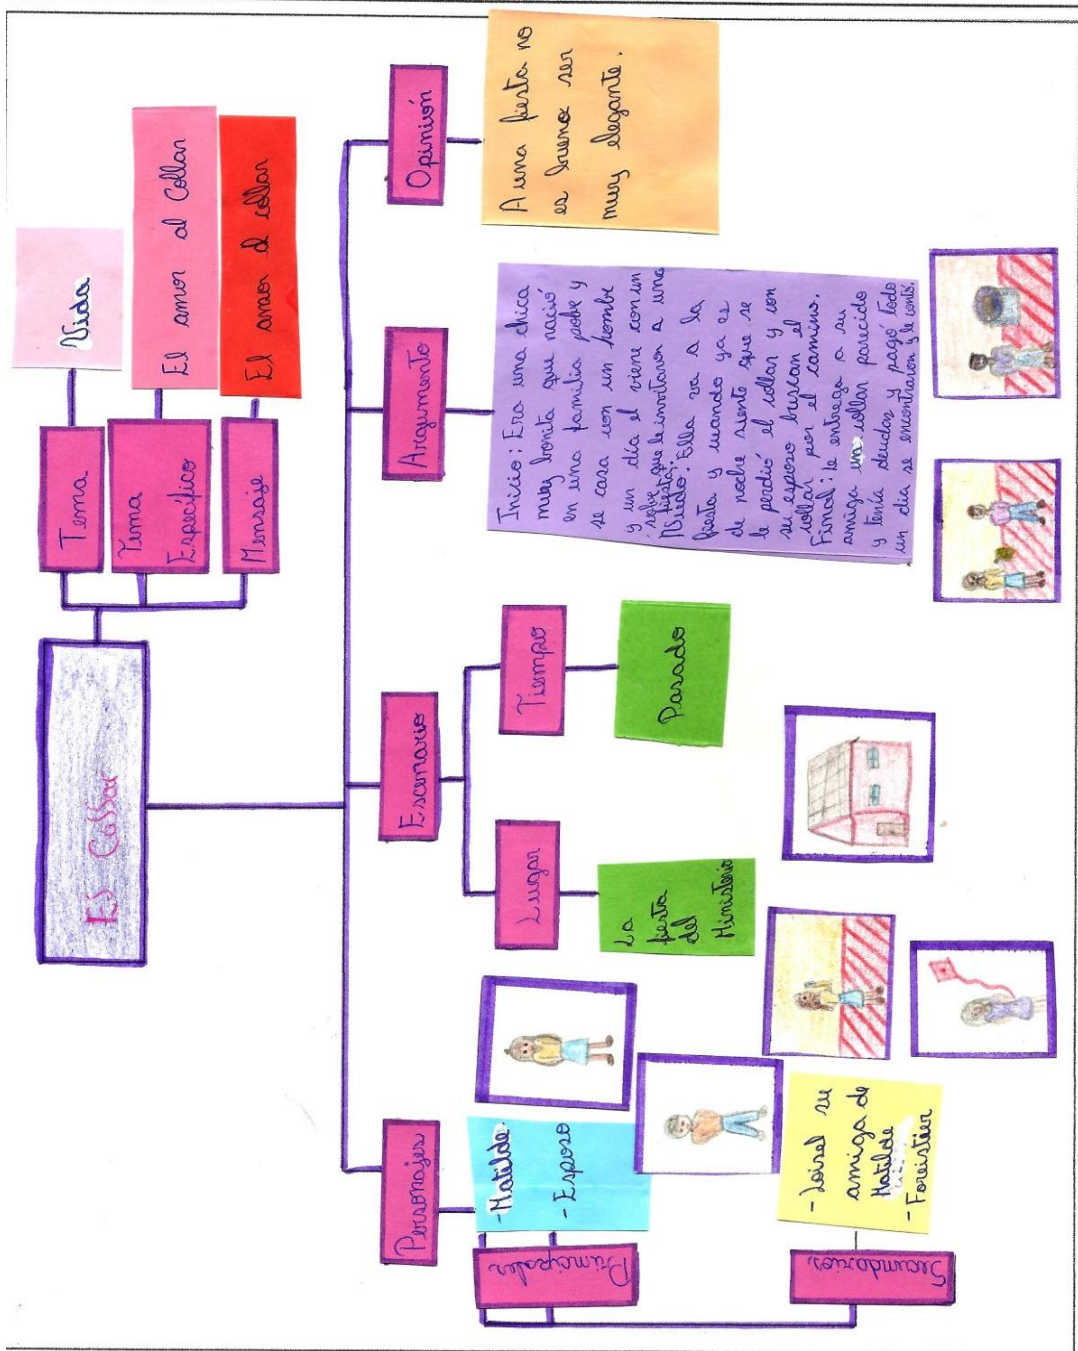 El Collar
Tema
Vida
Tema
Específico
El amor al Collar
Mensaje
El amor al collar
Personajes
Principales
-Matilde.
- Esposo
Secundarios
- Loisel su
amiga de
Matilde
- Foreistier
Escenario
Lugar
La
fiesta
del
Ministerio
Tiempo
Pasado
Argumento
Inicio: Era una chica
muy bonita que nació
en una familia pobre y
se casa con un hombre
y un día el viene con un
sobre que le invitaron a una
fiesta.
Nudo: Ella va a la
fiesta y cuando ya es
de noche siente que se
le perdió el collar y con
su esposo buscan el
collar por el camino.
Final: le entrega a su
amiga un collar parecido
y tenía deudas y pagó todo
un día se encontraron y le contó.
Opinión
A una fiesta no
es bueno ser
muy elegante.